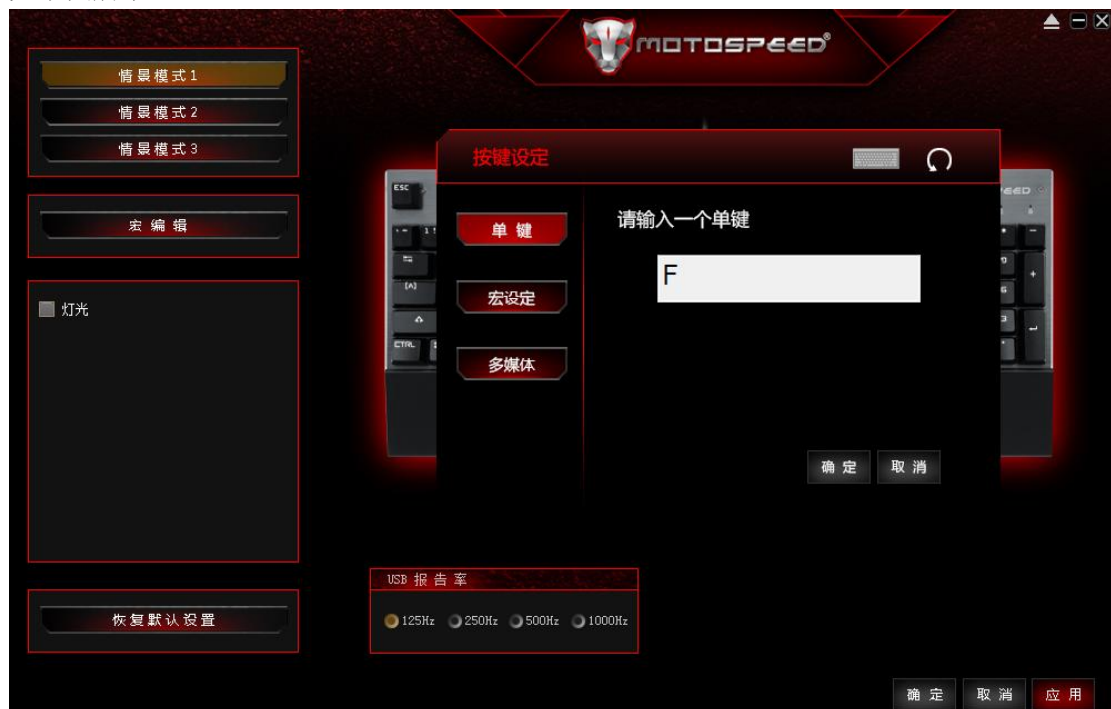 MOTOSPEED®
情景模式1
情景模式2
情景模式3
宏编辑
灯光
恢复默认设置
按键设定
单键
宏设定
多媒体
请输入一个单键
F
确定
取消
ESC
[A]
CTRL
USB 报告率
125Hz
250Hz
500Hz
1000Hz
确定
取消
应用